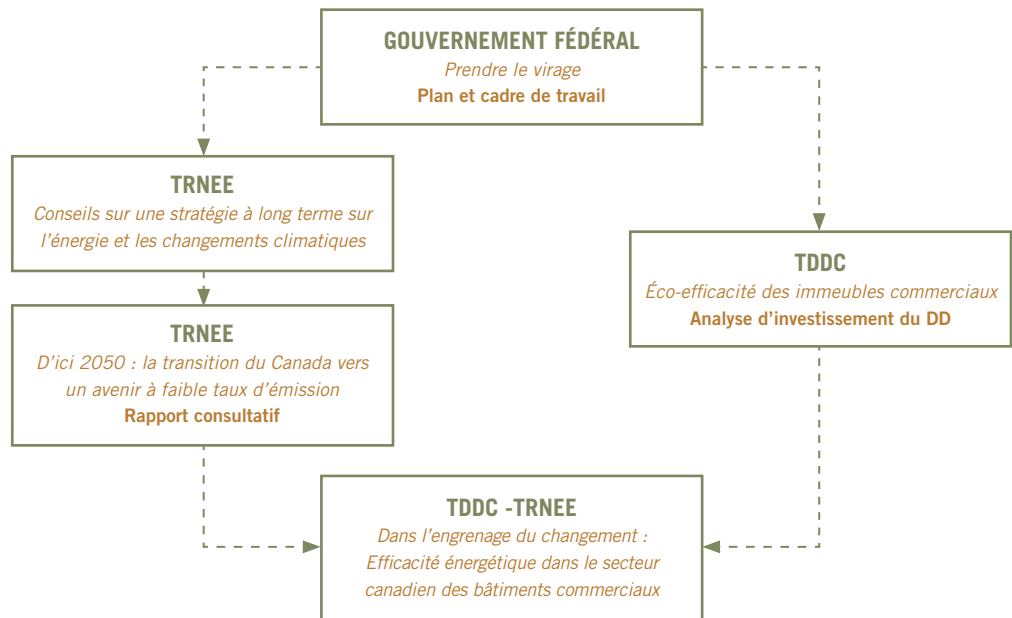 GOUVERNEMENT FÉDÉRAL
Prendre le virage
Plan et cadre de travail
TRNEE
Conseils sur une stratégie à long terme sur
l'énergie et les changements climatiques
TRNEE
D'ici 2050 : la transition du Canada vers
un avenir à faible taux d'émission
Rapport consultatif
TDDC
Éco-efficacité des immeubles commerciaux
Analyse d'investissement du DD
TDDC -TRNEE
Dans l'engrenage du changement :
Efficacité énergétique dans le secteur
canadien des bâtiments commerciaux